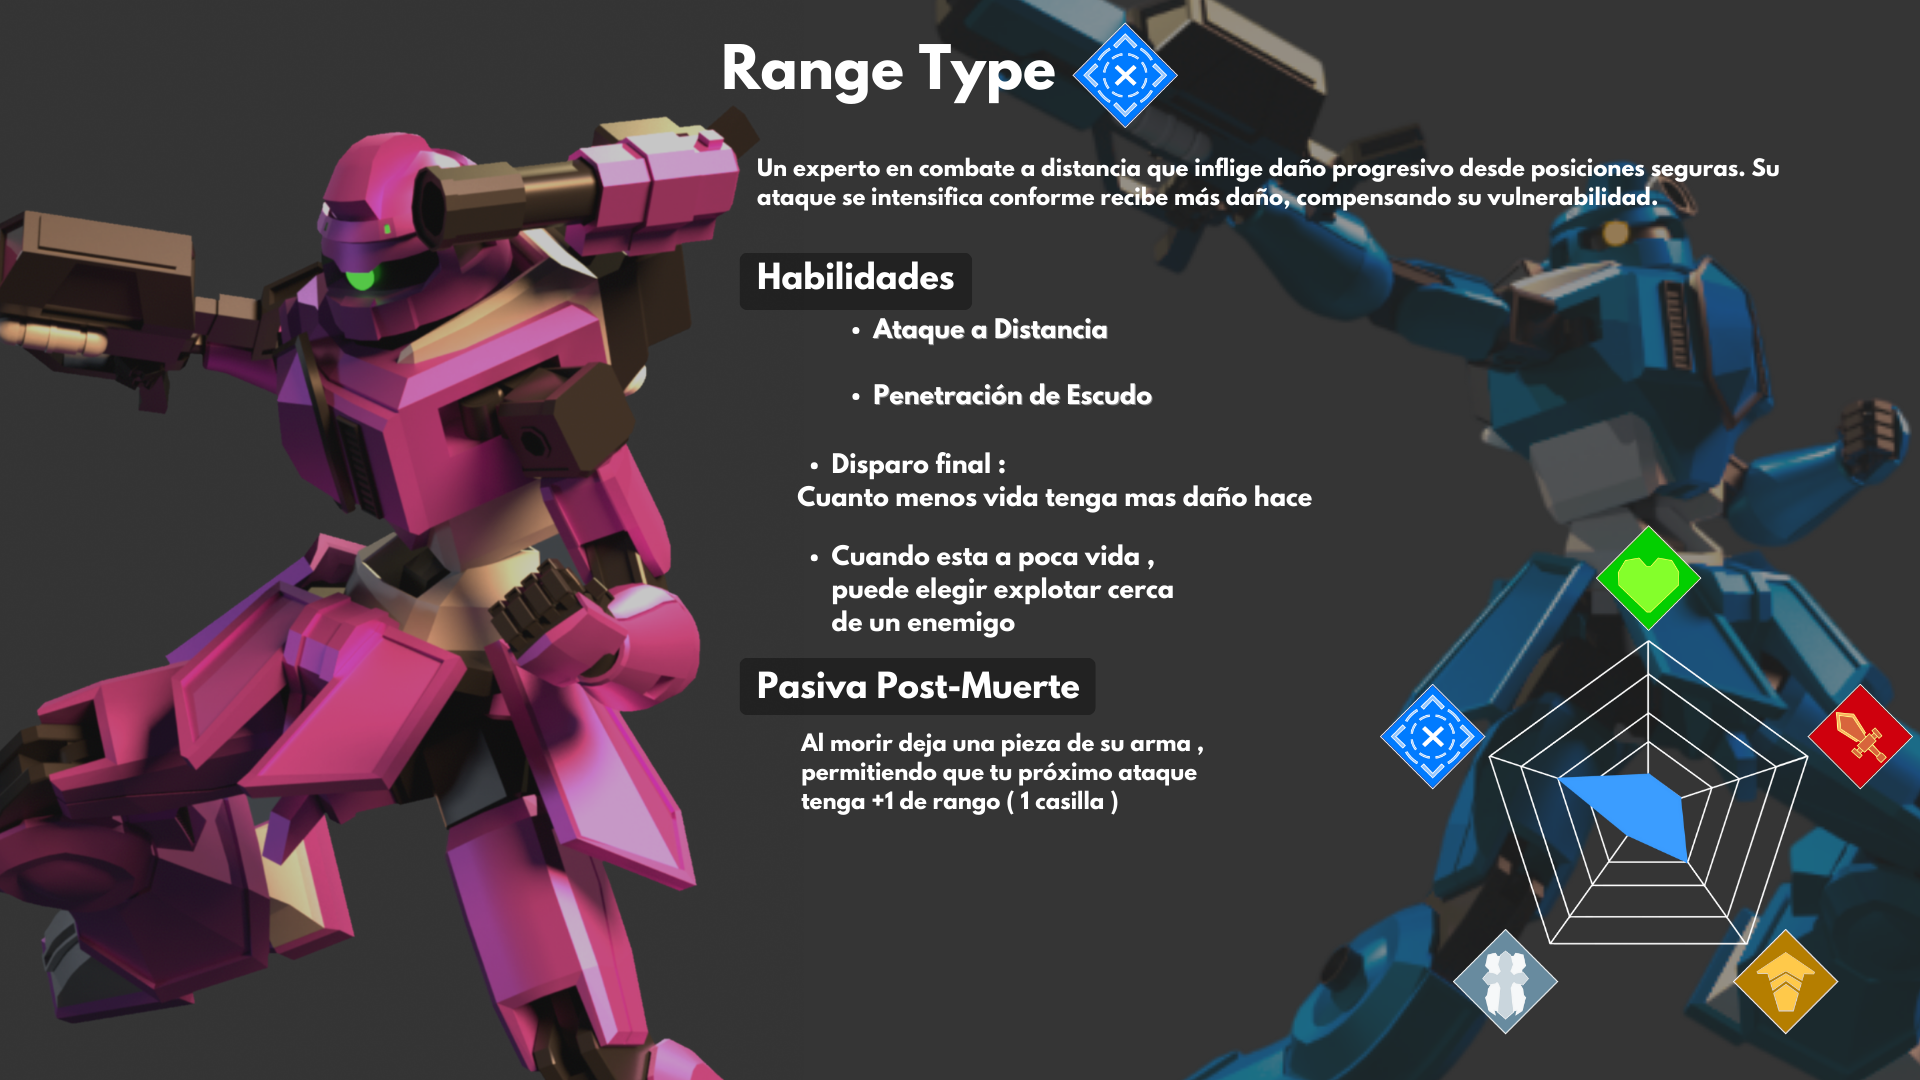 Range Type
Un experto en combate a distancia que inflige daño progresivo desde posiciones seguras. Su
ataque se intensifica conforme recibe más daño, compensando su vulnerabilidad.
Habilidades
• Ataque a Distancia
• Penetración de Escudo
• Disparo final :
Cuanto menos vida tenga mas daño hace
• Cuando esta a poca vida ,
puede elegir explotar cerca
de un enemigo
Pasiva Post-Muerte
Al morir deja una pieza de su arma ,
permitiendo que tu próximo ataque
tenga +1 de rango ( 1 casilla )